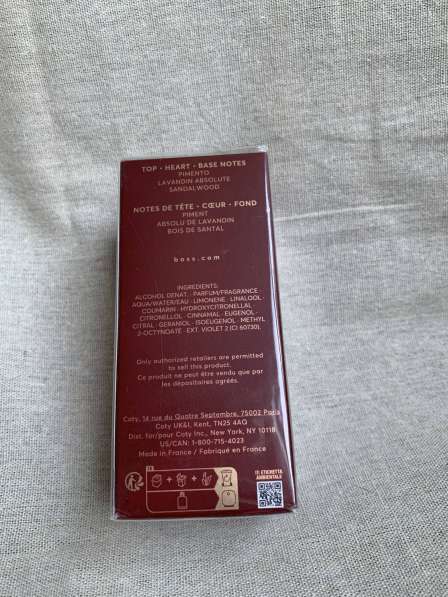 TOP - HEART - BASE NOTES
PIMENTO
LAVANDIN ABSOLUTE
SANDALWOOD
NOTES DE TÊTE - CŒUR - FOND
PIMENT
ABSOLU DE LAVANDIN
BOIS DE SANTAL
boss.com
INGREDIENTS:
ALCOHOL DENAT. · PARFUM/FRAGRANCE ·
AQUA/WATER/EAU · LIMONENE · LINALOOL ·
COUMARIN · HYDROXYCITRONELLAL ·
CITRONELLOL · CINNAMAL · EUGENOL ·
CITRAL · GERANIOL · ISOEUGENOL · METHYL
2-OCTYNOATE · EXT. VIOLET 2 (CI 60730).
Only authorized retailers are permitted
to sell this product.
Ce produit ne peut être vendu que par
les dépositaires agréés.
Coty, 14 rue du Quatre Septembre, 75002 Paris
Coty UK&I, Kent, TN25 4AQ
Dist. for/pour Coty Inc., New York, NY 10118
US/CAN: 1-800-715-4023
Made in France / Fabriqué en France
FR
ETICHETTA
AMBIENTALE